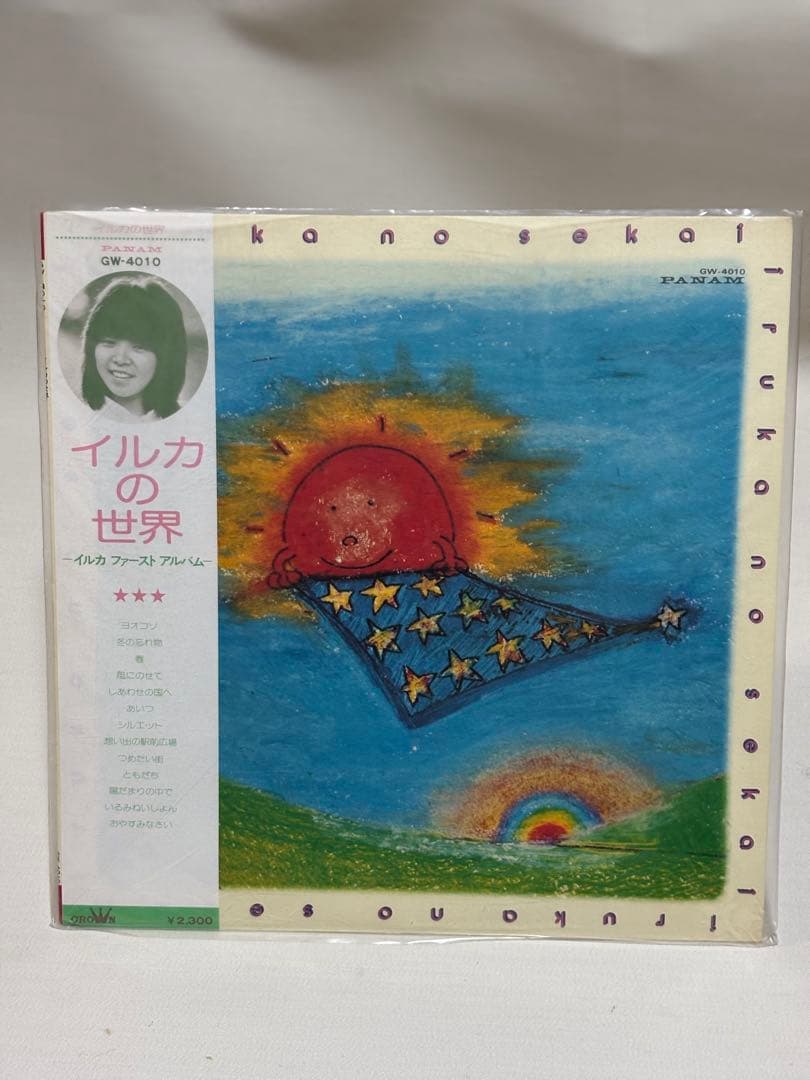 イルカの世界
PANAM
GW-4010
イルカ
の
世界
―イルカ ファースト アルバム―
★★★
ヨオコソ
冬の忘れ物
春
風にのせて
しあわせの国へ
あいつ
シルエット
想い出の駅前広場
つめたい街
ともだち
陽だまりの中で
いるみねいしょん
おやすみなさい
CROWN
¥2,300
ka no sekai
GW-4010
PANAM
iruka no sekai
iruka no se